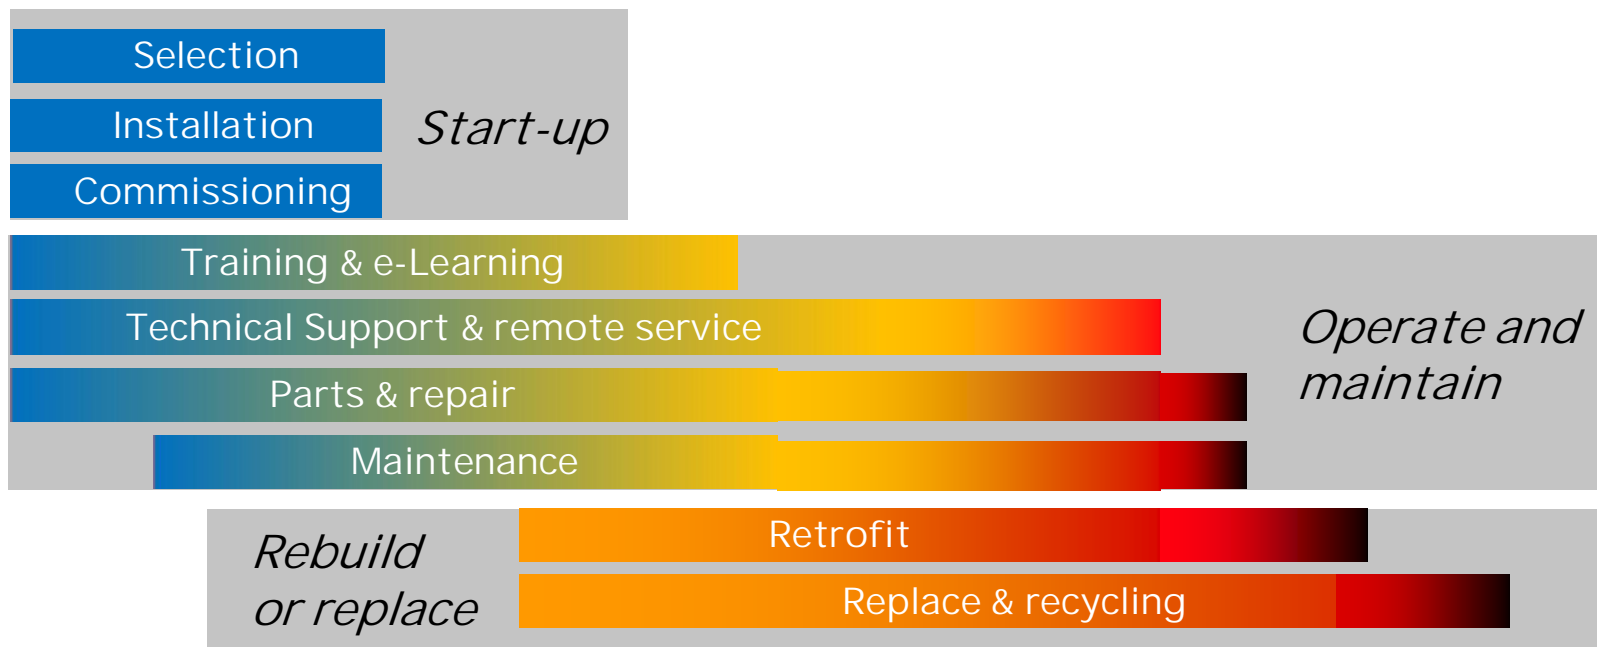 Selection
Installation
Commissioning
Start-up
Training & e-Learning
Technical Support & remote service
Parts & repair
Maintenance
Operate and
maintain
Rebuild
or replace
Retrofit
Replace & recycling